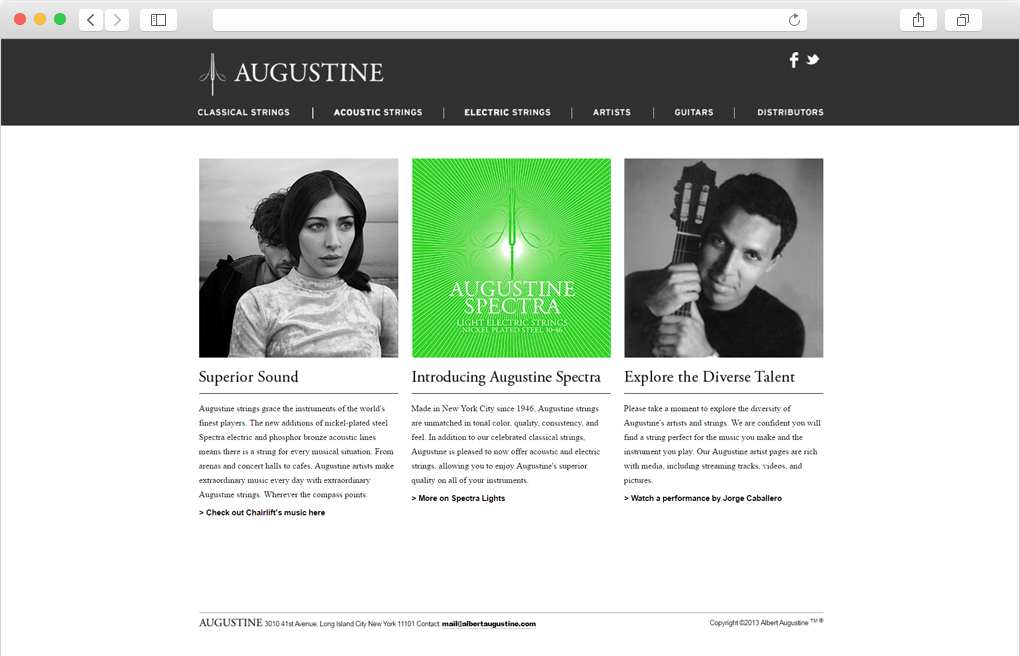 AUGUSTINE
CLASSICAL STRINGS | ACOUSTIC STRINGS | ELECTRIC STRINGS | ARTISTS | GUITARS | DISTRIBUTORS
AUGUSTINE
SPECTRA
LIGHT ELECTRIC STRINGS
NICKEL PLATED STEEL 10-46
Superior Sound
Augustine strings grace the instruments of the world's
finest players. The new additions of nickel-plated steel
Spectra electric and phosphor bronze acoustic lines
means there is a string for every musical situation. From
arenas and concert halls to cafes, Augustine artists make
extraordinary music every day with extraordinary
Augustine strings. Wherever the compass points.
> Check out Chairlift's music here
Introducing Augustine Spectra
Made in New York City since 1946, Augustine strings
are unmatched in tonal color, quality, consistency, and
feel. In addition to our celebrated classical strings,
Augustine is pleased to now offer acoustic and electric
strings, allowing you to enjoy Augustine's superior
quality on all of your instruments.
> More on Spectra Lights
Explore the Diverse Talent
Please take a moment to explore the diversity of
Augustine's artists and strings. We are confident you will
find a string perfect for the music you make and the
instrument you play. Our Augustine artist pages are rich
with media, including streaming tracks, videos, and
pictures.
> Watch a performance by Jorge Caballero
AUGUSTINE 3010 41st Avenue, Long Island City New York 11101 Contact mail@albertaugustine.com
Copyright ©2013 Albert Augustine TM ®